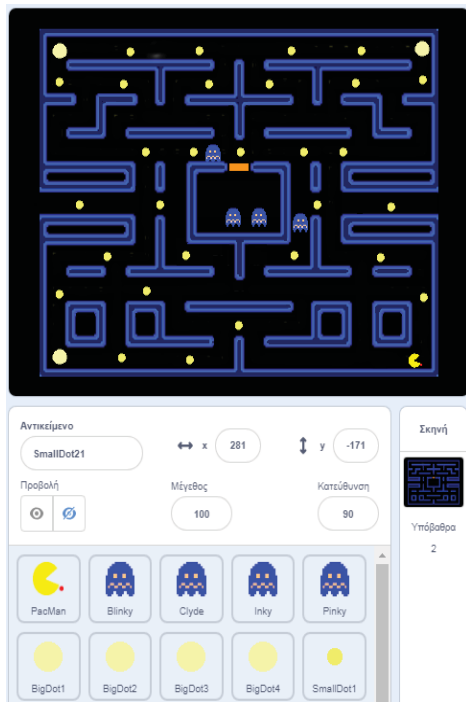 Αντικείμενο
SmallDot21
x 281
y -171
Σκηνή
Προβολή
Μέγεθος
100
Κατεύθυνση
90
Υπόβαθρα
2
PacMan Blinky Clyde Inky Pinky
BigDot1 BigDot2 BigDot3 BigDot4 SmallDot1